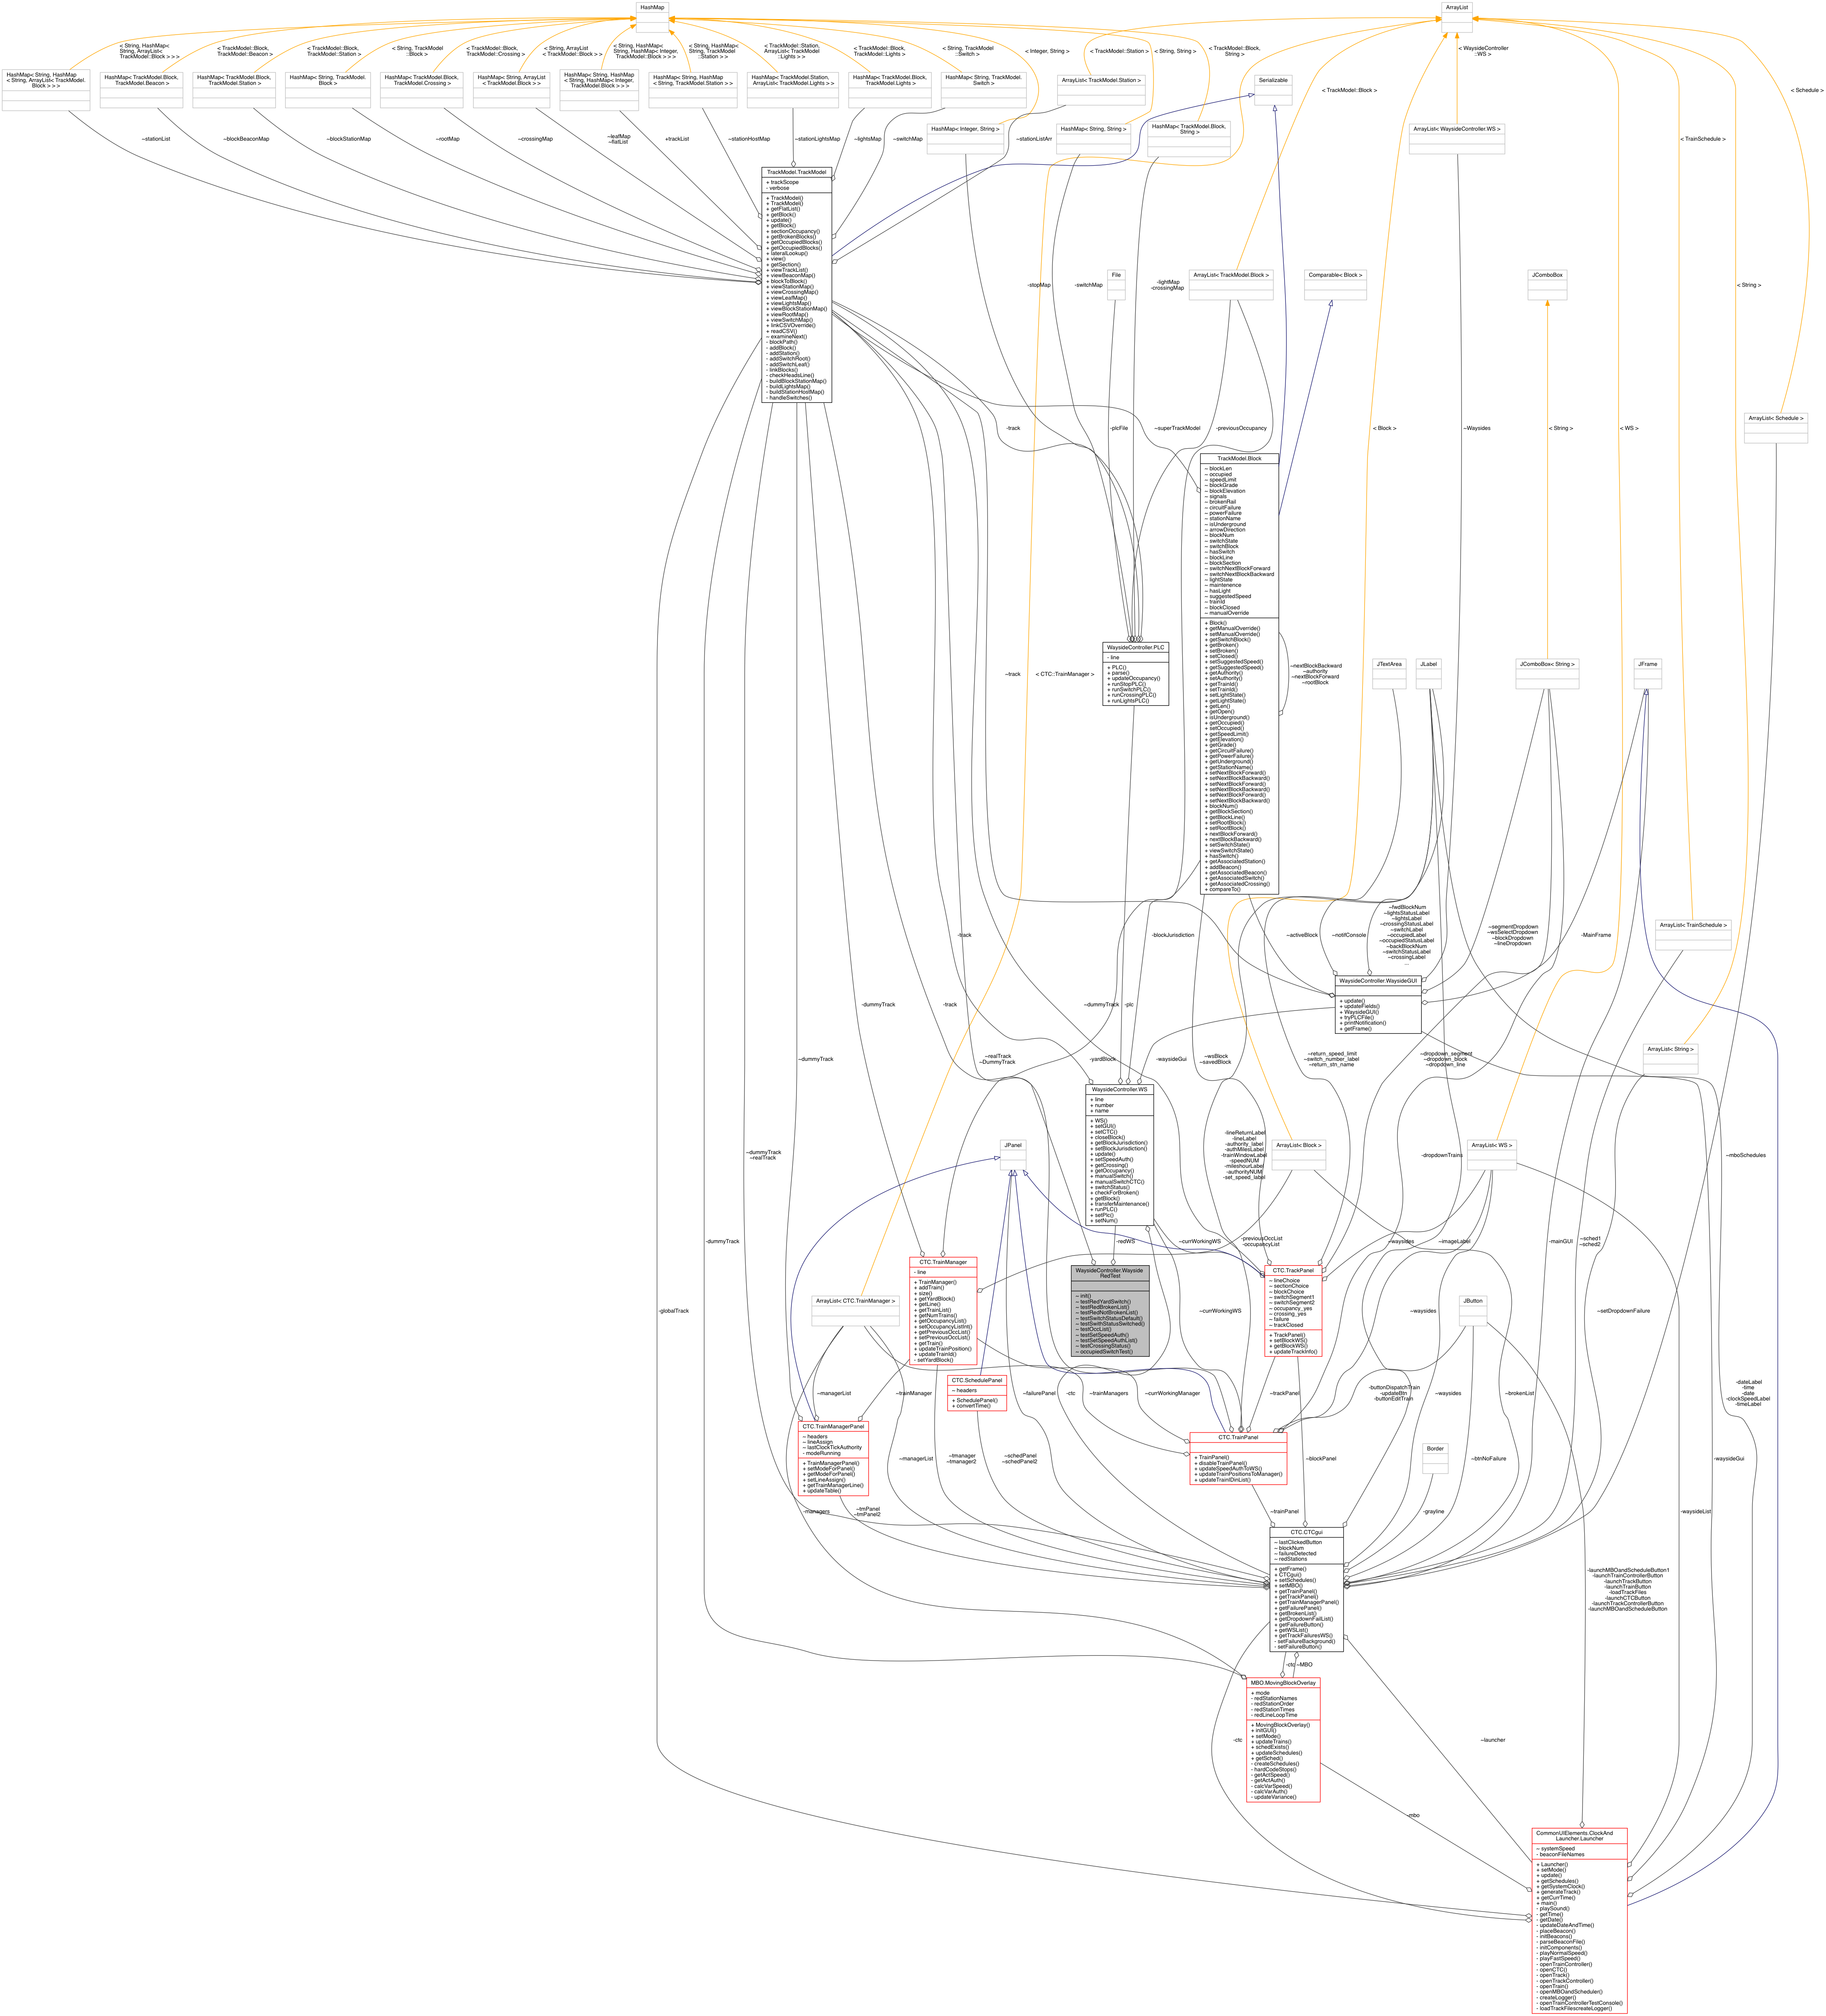 HashMap
ArrayList
< String, HashMap<
String, ArrayList<
TrackModel::Block > > >
< TrackModel::Block,
TrackModel::Beacon >
< TrackModel::Block,
TrackModel::Station >
< String, TrackModel
::Block >
< TrackModel::Block,
TrackModel::Crossing >
< String, ArrayList
< TrackModel::Block > >
< String, HashMap<
String, HashMap< Integer,
TrackModel::Block > > >
< String, HashMap<
String, TrackModel
::Station > >
< TrackModel::Station,
ArrayList< TrackModel
::Lights > >
< TrackModel::Block,
TrackModel::Lights >
< String, TrackModel
::Switch >
< Integer, String >
< TrackModel::Station >
< String, String >
< TrackModel::Block,
String >
< TrackModel::Block >
< WaysideController
::WS >
< TrainSchedule >
< Schedule >
HashMap< String, HashMap
< String, ArrayList< TrackModel.
Block > > >
HashMap< TrackModel.Block,
TrackModel.Beacon >
HashMap< TrackModel.Block,
TrackModel.Station >
HashMap< String, TrackModel.
Block >
HashMap< TrackModel.Block,
TrackModel.Crossing >
HashMap< String, ArrayList
< TrackModel.Block > >
HashMap< String, HashMap
< String, HashMap< Integer,
TrackModel.Block > > >
HashMap< String, HashMap
< String, TrackModel.Station > >
HashMap< TrackModel.Station,
ArrayList< TrackModel.Lights > >
HashMap< TrackModel.Block,
TrackModel.Lights >
HashMap< String, TrackModel.
Switch >
ArrayList< TrackModel.Station >
Serializable
HashMap< Integer, String >
HashMap< String, String >
HashMap< TrackModel.Block,
String >
ArrayList< WaysideController.WS >
~stationList
~blockBeaconMap
~blockStationMap
~rootMap
~crossingMap
~leafMap
~flatList
+trackList
~stationHostMap
~stationLightsMap
~lightsMap
~switchMap
~stationListArr
TrackModel.TrackModel
+ trackScope
- verbose
+ TrackModel()
+ TrackModel()
+ getFlatList()
+ getBlock()
+ update()
+ getBlock()
+ sectionOccupancy()
+ getBrokenBlocks()
+ getOccupiedBlocks()
+ getOccupiedBlocks()
+ lateralLookup()
+ view()
+ getSection()
+ viewTrackList()
+ viewBeaconMap()
+ blockToBlock()
+ viewStationMap()
+ viewCrossingMap()
+ viewLeafMap()
+ viewLightsMap()
+ viewBlockStationMap()
+ viewRootMap()
+ viewSwitchMap()
+ linkCSVOverride()
+ readCSV()
~ examineNext()
- blockPath()
- addBlock()
- addStation()
- addSwitchRoot()
- addSwitchLeaf()
- linkBlocks()
- checkHeadsLine()
- buildBlockStationMap()
- buildLightsMap()
- buildStationHostMap()
- handleSwitches()
-stopMap
-switchMap
-lightMap
-crossingMap
File
ArrayList< TrackModel.Block >
Comparable< Block >
JComboBox
< String >
ArrayList< Schedule >
-track
-plcFile
-previousOccupancy
~superTrackModel
< Block >
~Waysides
< String >
< WS >
TrackModel.Block
~ blockLen
~ occupied
~ speedLimit
~ blockGrade
~ blockElevation
~ signals
~ brokenRail
~ circuitFailure
~ powerFailure
~ stationName
~ isUnderground
~ arrowDirection
~ blockNum
~ switchState
~ switchBlock
~ hasSwitch
~ blockLine
~ blockSection
~ switchNextBlockForward
~ switchNextBlockBackward
~ lightState
~ maintenence
~ hasLight
~ suggestedSpeed
~ trainId
~ blockClosed
~ manualOverride
+ Block()
+ getManualOverride()
+ setManualOverride()
+ getSwitchBlock()
+ getBroken()
+ setBroken()
+ setClosed()
+ setSuggestedSpeed()
+ getSuggestedSpeed()
+ getAuthority()
+ setAuthority()
+ getTrainId()
+ setTrainId()
+ setLightState()
+ getLightState()
+ getLen()
+ getOpen()
+ isUnderground()
+ getOccupied()
+ setOccupied()
+ getSpeedLimit()
+ getElevation()
+ getGrade()
+ getCircuitFailure()
+ getPowerFailure()
+ getUnderground()
+ getStationName()
+ setNextBlockForward()
+ setNextBlockBackward()
+ setNextBlockForward()
+ setNextBlockBackward()
+ setNextBlockForward()
+ setNextBlockBackward()
+ blockNum()
+ getBlockSection()
+ getBlockLine()
+ setRootBlock()
+ setRootBlock()
+ nextBlockForward()
+ nextBlockBackward()
+ setSwitchState()
+ viewSwitchState()
+ hasSwitch()
+ getAssociatedStation()
+ addBeacon()
+ getAssociatedBeacon()
+ getAssociatedSwitch()
+ getAssociatedCrossing()
+ compareTo()
~nextBlockBackward
~authority
~nextBlockForward
~rootBlock
WaysideController.PLC
- line
+ PLC()
+ parse()
+ updateOccupancy()
+ runStopPLC()
+ runSwitchPLC()
+ runCrossingPLC()
+ runLightsPLC()
~track
< CTC::TrainManager >
JTextArea
JLabel
JComboBox< String >
JFrame
-track
-blockJurisdiction
~activeBlock
~notifConsole
~fwdBlockNum
~lightsStatusLabel
~lightsLabel
~crossingStatusLabel
~switchLabel
~occupiedLabel
~occupiedStatusLabel
~backBlockNum
~switchStatusLabel
~crossingLabel
...
~segmentDropdown
~wsSelectDropdown
~blockDropdown
~lineDropdown
-MainFrame
ArrayList< TrainSchedule >
WaysideController.WaysideGUI
+ update()
+ updateFields()
+ WaysideGUI()
+ tryPLCFile()
+ printNotification()
+ getFrame()
-dummyTrack
-track
~dummyTrack
-plc
~dummyTrack
~realTrack
~DummyTrack
-yardBlock
-waysideGui
~wsBlock
~savedBlock
~return_speed_limit
~switch_number_label
~return_stn_name
~dropdown_segment
~dropdown_block
~dropdown_line
ArrayList< String >
WaysideController.WS
+ line
+ number
+ name
+ WS()
+ setGUI()
+ setCTC()
+ closeBlock()
+ getBlockJurisdiction()
+ setBlockJurisdiction()
+ update()
+ setSpeedAuth()
+ getCrossing()
+ getOccupancy()
+ manualSwitch()
+ manualSwitchCTC()
+ switchStatus()
+ checkForBroken()
+ getBlock()
+ transferMaintenance()
+ runPLC()
+ setPlc()
+ setNum()
~dummyTrack
~realTrack
JPanel
-lineReturnLabel
-lineLabel
-authority_label
-authMilesLabel
-trainWindowLabel
-speedNUM
-mileshourLabel
-authorityNUM
-set_speed_label
ArrayList< Block >
-dropdownTrains
ArrayList< WS >
~mboSchedules
-dummyTrack
-redWS
~currWorkingWS
-previousOccList
-occupancyList
~waysides
~imageLabel
-mainGUI
~sched1
~sched2
CTC.TrainManager
- line
+ TrainManager()
+ addTrain()
+ size()
+ getYardBlock()
+ getLine()
+ getTrainList()
+ getNumTrains()
+ getOccupancyList()
+ setOccupancyListInt()
+ getPreviousOccList()
+ setPreviousOccList()
+ getTrain()
+ updateTrainPosition()
+ updateTrainId()
- setYardBlock()
WaysideController.Wayside
RedTest
~ init()
~ testRedYardSwitch()
~ testRedBrokenList()
~ testRedNotBrokenList()
~ testSwitchStatusDefault()
~ testSwithStatusSwitched()
~ testOccList()
~ testSetSpeedAuth()
~ testSetSpeedAuthList()
~ testCrossingStatus()
~ occupiedSwitchTest()
CTC.TrackPanel
~ lineChoice
~ sectionChoice
~ blockChoice
~ switchSegment1
~ switchSegment2
~ occupancy_yes
~ crossing_yes
~ failure
~ trackClosed
+ TrackPanel()
+ setBlockWS()
+ getBlockWS()
+ updateTrackInfo()
ArrayList< CTC.TrainManager >
JButton
-globalTrack
~currWorkingWS
~waysides
~setDropdownFailure
CTC.SchedulePanel
~ headers
+ SchedulePanel()
+ convertTime()
~managerList
~trainManager
~failurePanel
-ctc
~trainManagers
~currWorkingManager
~trackPanel
-buttonDispatchTrain
-updateBtn
-buttonEditTrain
~waysides
~brokenList
-dateLabel
-time
-date
-clockSpeedLabel
-timeLabel
CTC.TrainManagerPanel
~ headers
~ lineAssign
~ lastClockTickAuthority
- modeRunning
+ TrainManagerPanel()
+ setModeForPanel()
+ getModeForPanel()
+ setLineAssign()
+ getTrainManagerLine()
+ updateTable()
CTC.TrainPanel
+ TrainPanel()
+ disableTrainPanel()
+ updateSpeedAuthToWS()
+ updateTrainPositionsToManager()
+ updateTrainIDinList()
~managerList
~tmanager
~tmanager2
~schedPanel
~schedPanel2
~blockPanel
Border
~btnNoFailure
-waysideGui
-managers
~tmPanel
~tmPanel2
~trainPanel
-grayline
-waysideList
CTC.CTCgui
~ lastClickedButton
~ blockNum
~ failureDetected
~ redStations
+ getFrame()
+ CTCgui()
+ setSchedules()
+ setMBO()
+ getTrainPanel()
+ getTrackPanel()
+ getTrainManagerPanel()
+ getFailurePanel()
+ getBrokenList()
+ getDropdownFailList()
+ getFailureButton()
+ getWSList()
+ getTrackFailuresWS()
- setFailureBackground()
- setFailureButton()
-launchMBOandScheduleButton1
-launchTrainControllerButton
-launchTrackButton
-launchTrainButton
-loadTrackFiles
-launchCTCButton
-launchTrackControllerButton
-launchMBOandScheduleButton
-ctc
~MBO
MBO.MovingBlockOverlay
+ mode
- redStationNames
- redStationOrder
- redStationTimes
- redLineLoopTime
+ MovingBlockOverlay()
+ initGUI()
+ setMode()
+ updateTrains()
+ schedExists()
+ updateSchedules()
+ getSched()
- createSchedules()
- hardCodeStops()
- getActSpeed()
- getActAuth()
- calcVarSpeed()
- calcVarAuth()
- updateVariance()
-ctc
~launcher
-mbo
CommonUIElements.ClockAnd
Launcher.Launcher
~ systemSpeed
- beaconFileNames
+ Launcher()
+ setMode()
+ update()
+ getSchedules()
+ getSystemClock()
+ generateTrack()
+ getCurrTime()
+ main()
- playSound()
- getTime()
- getDate()
- updateDateAndTime()
- placeBeacon()
- initBeacons()
- parseBeaconFile()
- initComponents()
- playNormalSpeed()
- playFastSpeed()
- openTrainController()
- openCTC()
- openTrack()
- openTrackController()
- openTrain()
- openMBOandScheduler()
- createLogger()
- openTrainControllerTestConsole()
- loadTrackFilescreateLogger()